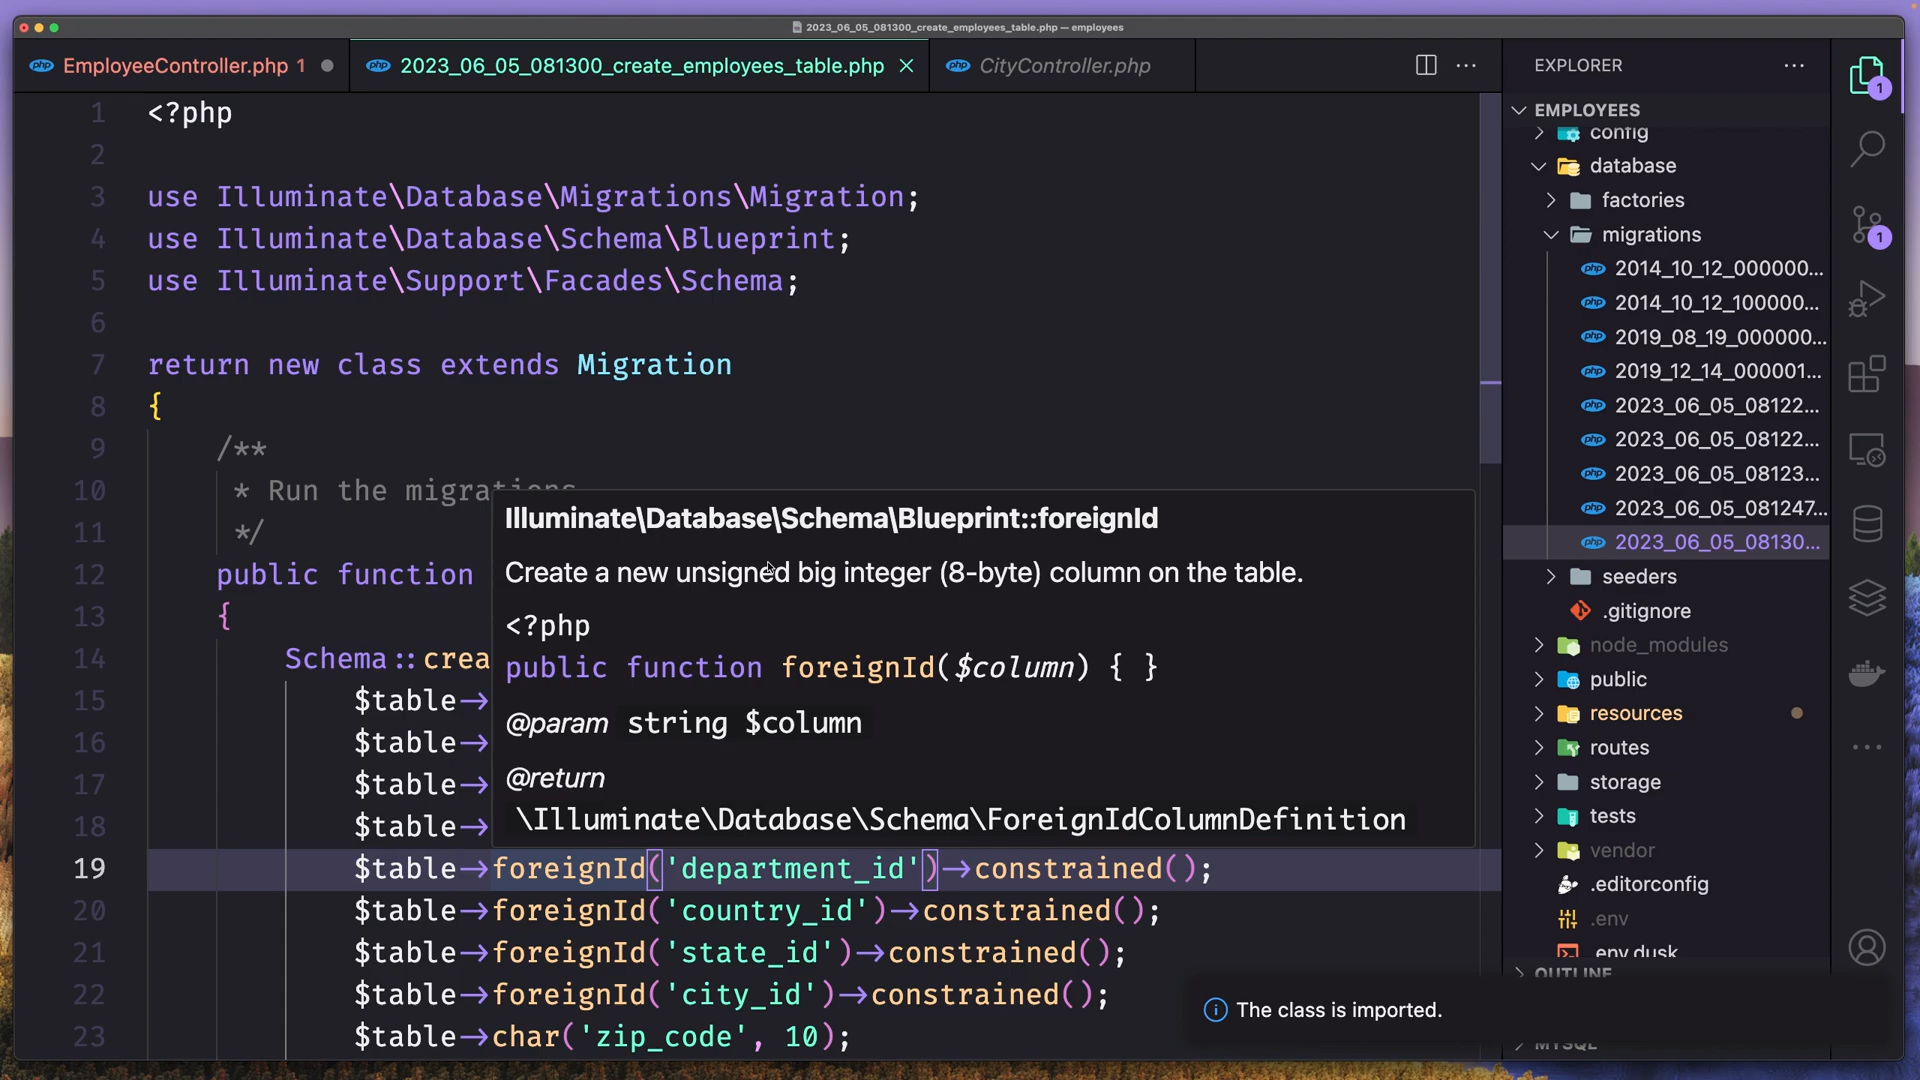 2023_06_05_081300_create_employees_table.php — employees
EmployeeController.php 1
2023_06_05_081300_create_employees_table.php
CityController.php
1 <?php
2
3 use Illuminate\Database\Migrations\Migration;
4 use Illuminate\Database\Schema\Blueprint;
5 use Illuminate\Support\Facades\Schema;
6
7 return new class extends Migration
8 {
9 /**
10 * Run the migrations
11 */
12 public function
13 {
14 Schema::crea
15 $table->
16 $table->
17 $table->
18 $table->
19 $table->foreignId('department_id')->constrained();
20 $table->foreignId('country_id')->constrained();
21 $table->foreignId('state_id')->constrained();
22 $table->foreignId('city_id')->constrained();
23 $table->char('zip_code', 10);
Illuminate\Database\Schema\Blueprint::foreignId
Create a new unsigned big integer (8-byte) column on the table.
<?php
public function foreignId($column) { }
@param string $column
@return
\Illuminate\Database\Schema\ForeignIdColumnDefinition
The class is imported.
EXPLORER
EMPLOYEES
config
database
factories
migrations
2014_10_12_000000...
2014_10_12_100000...
2019_08_19_000000...
2019_12_14_000001...
2023_06_05_08122...
2023_06_05_08122...
2023_06_05_08123...
2023_06_05_081247...
2023_06_05_08130...
seeders
.gitignore
node_modules
public
resources
routes
storage
tests
vendor
.editorconfig
.env
.env.dusk
OUTLINE
MYSQL
1
1